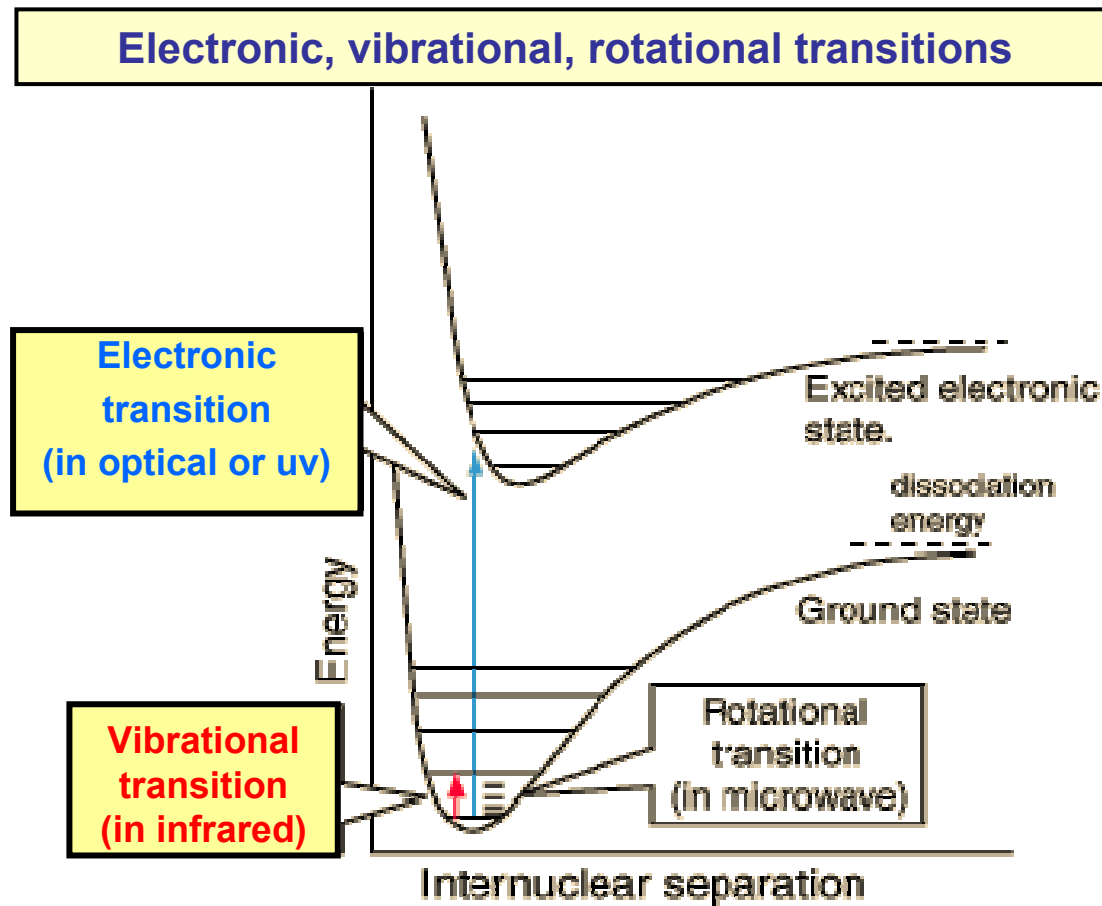 Electronic, vibrational, rotational transitions
Electronic
transition
(in optical or uv)
Excited electronic
state.
dissociation
energy
Ground state
Energy
Vibrational
transition
(in infrared)
Rotational
transition
(in microwave)
Internuclear separation